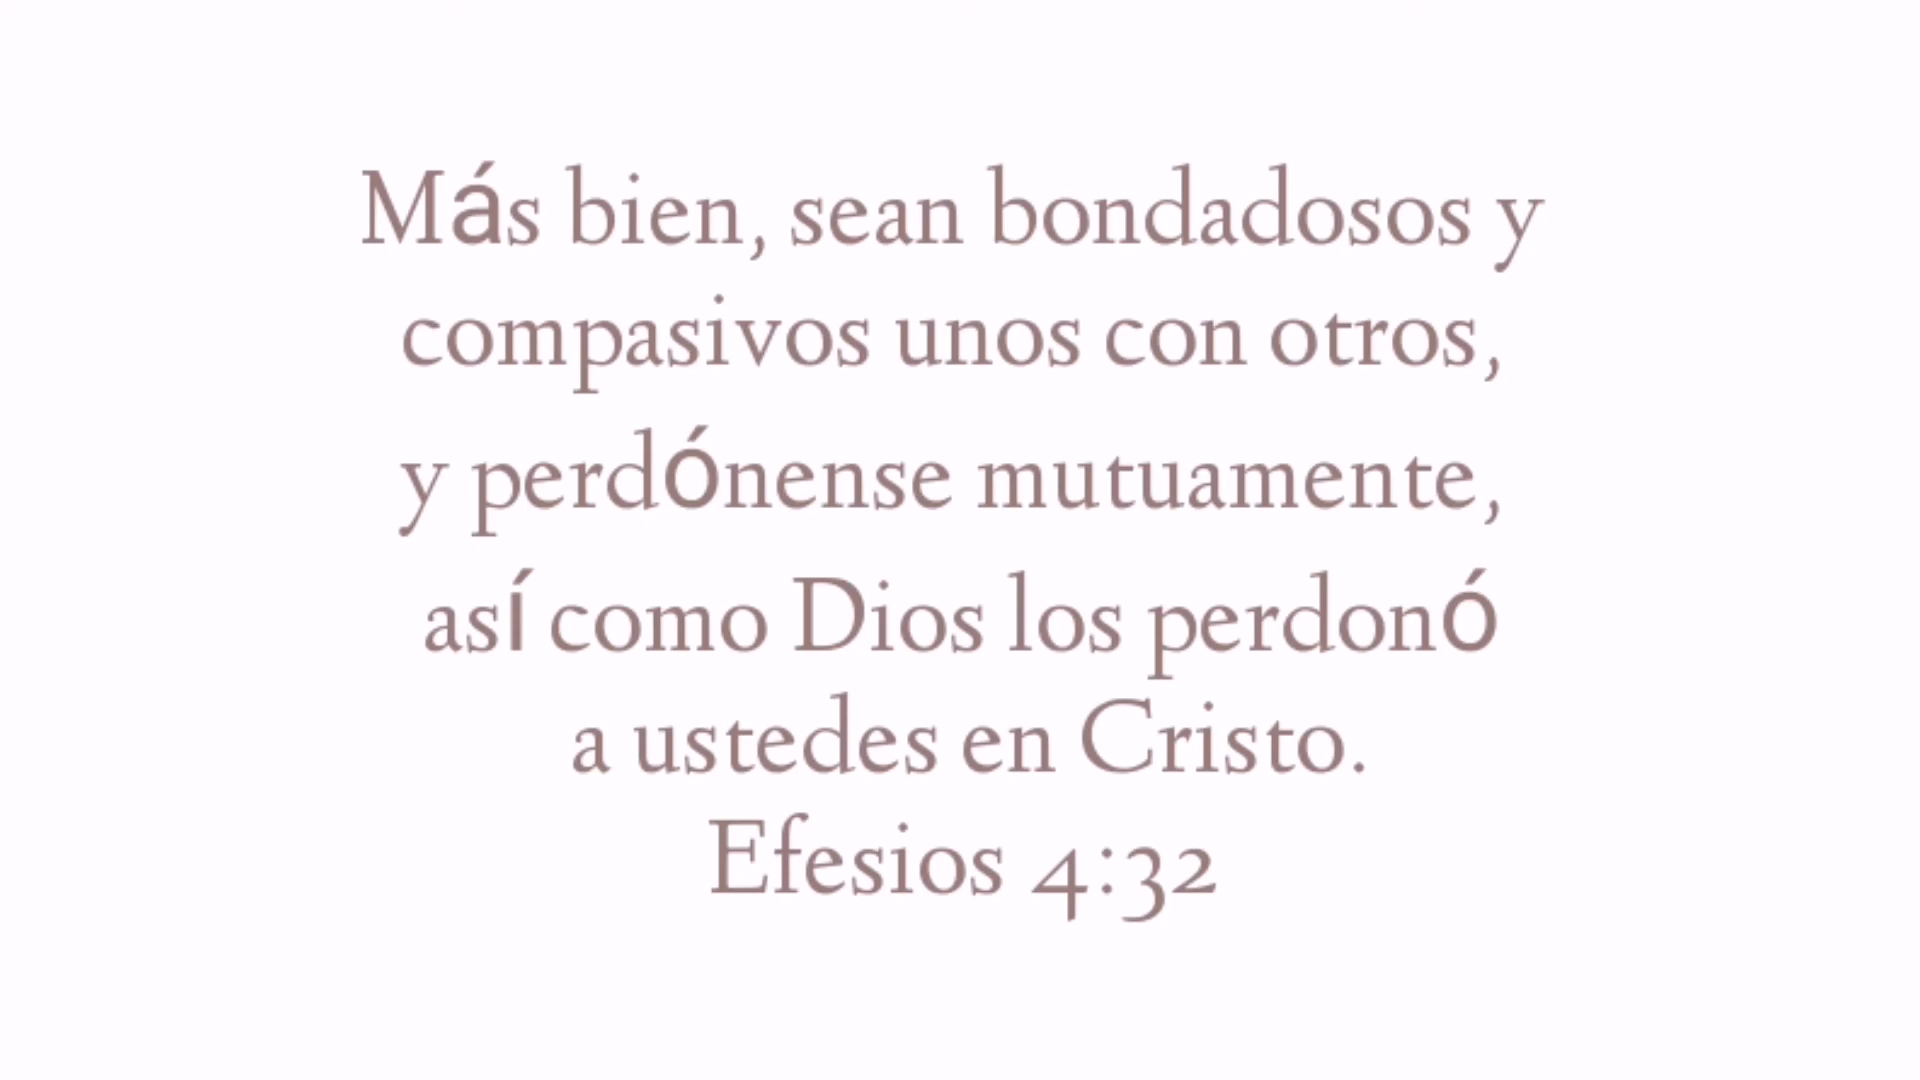 Más bien, sean bondadosos y
compasivos unos con otros,
y perdónense mutuamente,
así como Dios los perdonó
a ustedes en Cristo.
Efesios 4:32